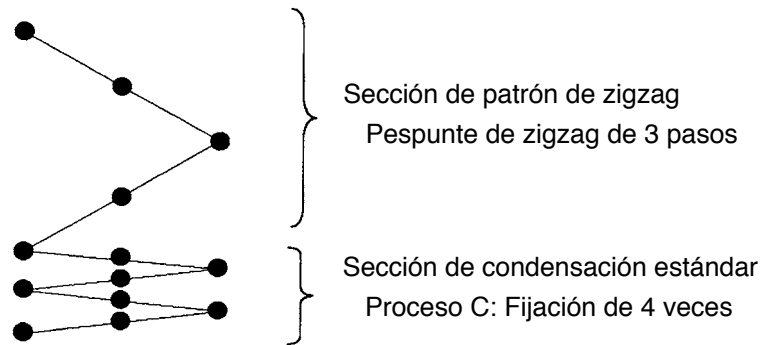 Sección de patrón de zigzag
Pespunte de zigzag de 3 pasos
Sección de condensación estándar
Proceso C: Fijación de 4 veces